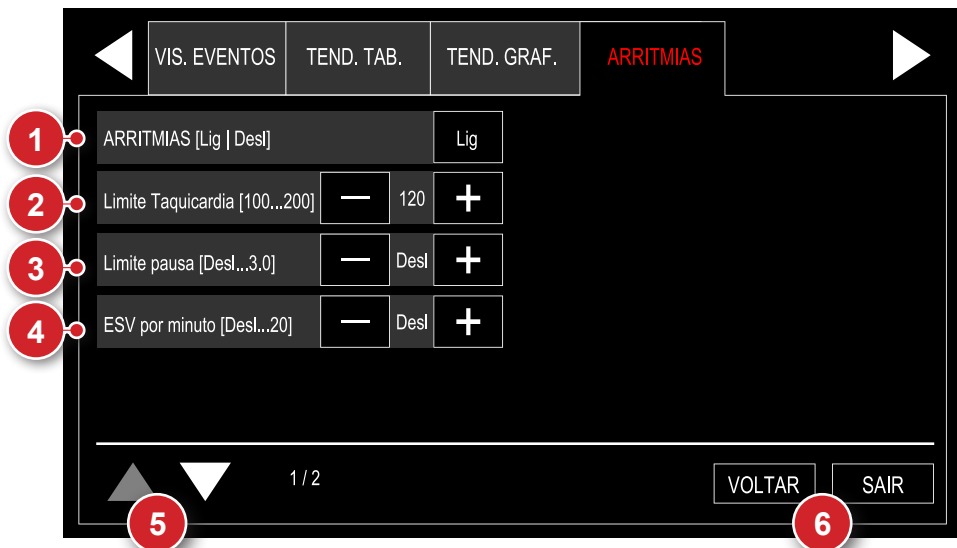 VIS. EVENTOS TEND. TAB. TEND. GRAF. ARRITMIAS
1 ARRITMIAS [Lig | Desl] Lig
2 Limite Taquicardia [100...200] — 120 +
3 Limite pausa [Desl...3.0] — Desl +
4 ESV por minuto [Desl...20] — Desl +
1 / 2 VOLTAR SAIR
5 6